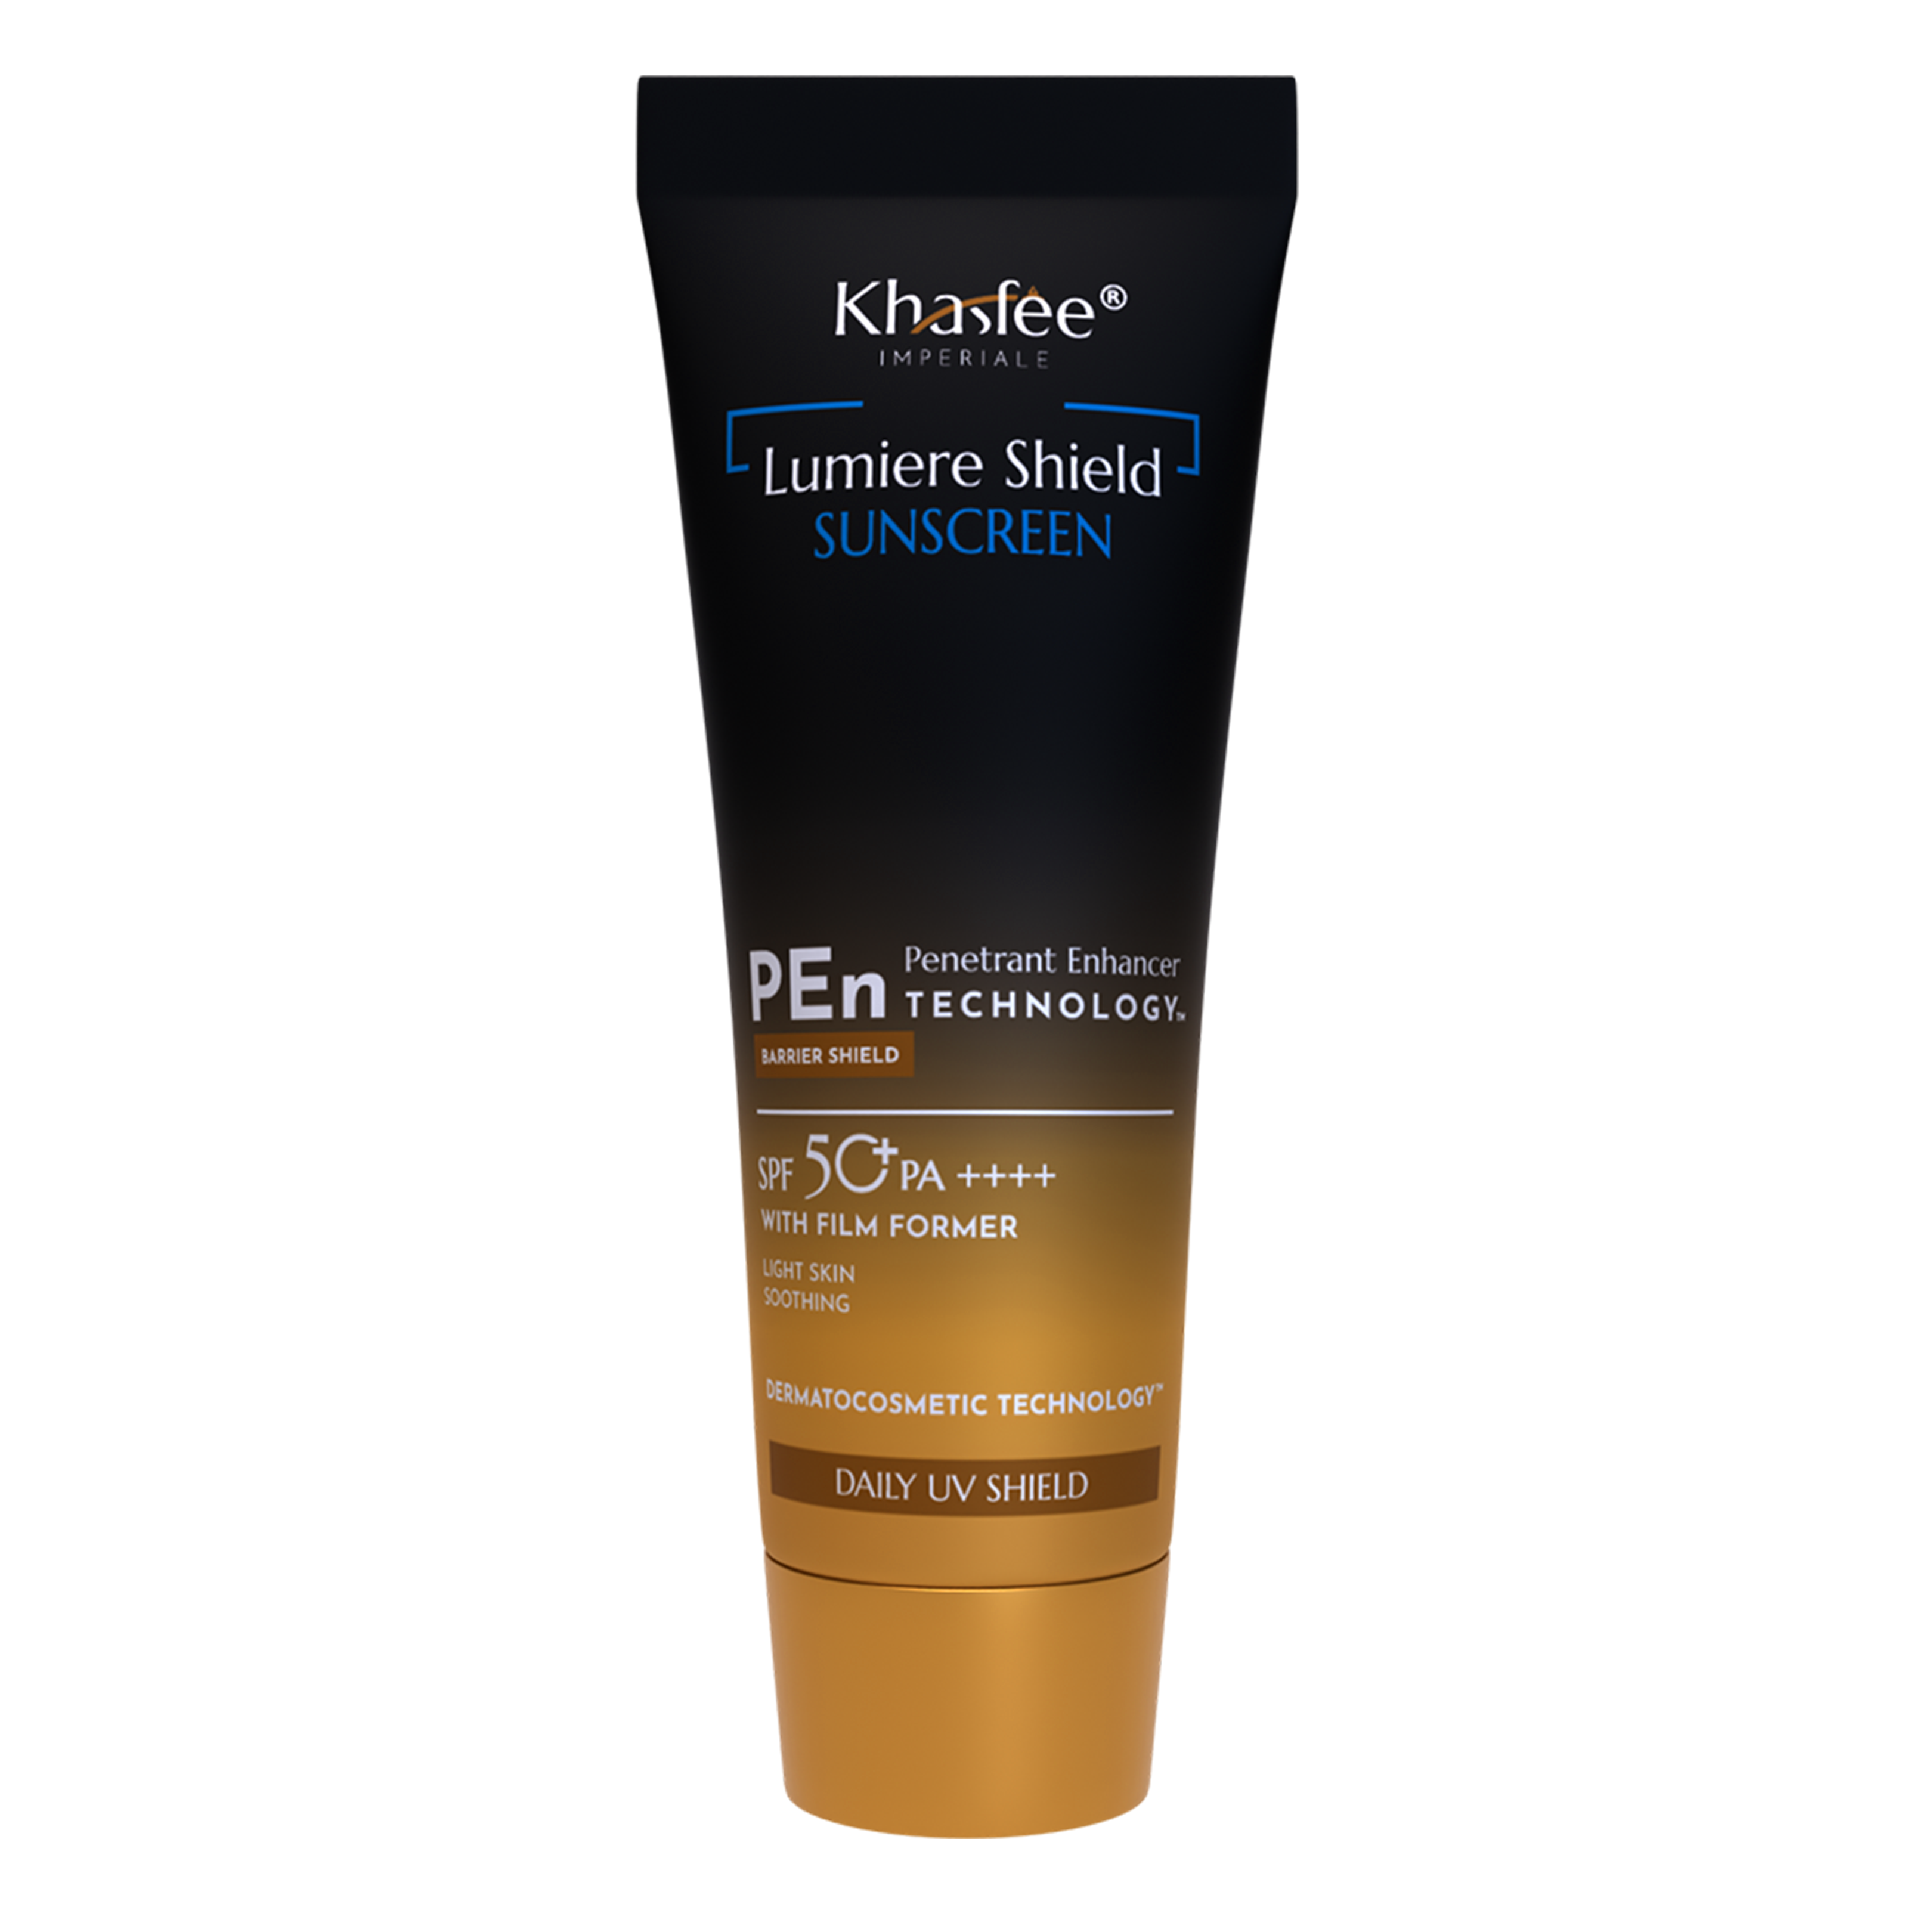 Khasfêe®
IMPERIALE
Lumiere Shield
SUNSCREEN
PEn Penetrant Enhancer
TECHNOLOGY™
BARRIER SHIELD
SPF 50+ PA ++++
WITH FILM FORMER
LIGHT SKIN
SOOTHING
DERMATOCOSMETIC TECHNOLOGY™
DAILY UV SHIELD